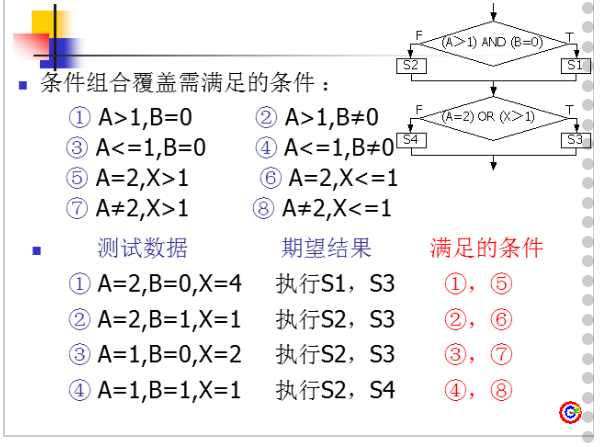 F (A>1) AND (B=0) T
S2 S1
■ 条件组合覆盖需满足的条件：
F (A=2) OR (X>1) T
S4 S3
① A>1,B=0 ② A>1,B≠0
③ A<=1,B=0 ④ A<=1,B≠0
⑤ A=2,X>1 ⑥ A=2,X<=1
⑦ A≠2,X>1 ⑧ A≠2,X<=1
■ 测试数据 期望结果 满足的条件
① A=2,B=0,X=4 执行S1，S3 ①，⑤
② A=2,B=1,X=1 执行S2，S3 ②，⑥
③ A=1,B=0,X=2 执行S2，S3 ③，⑦
④ A=1,B=1,X=1 执行S2，S4 ④，⑧